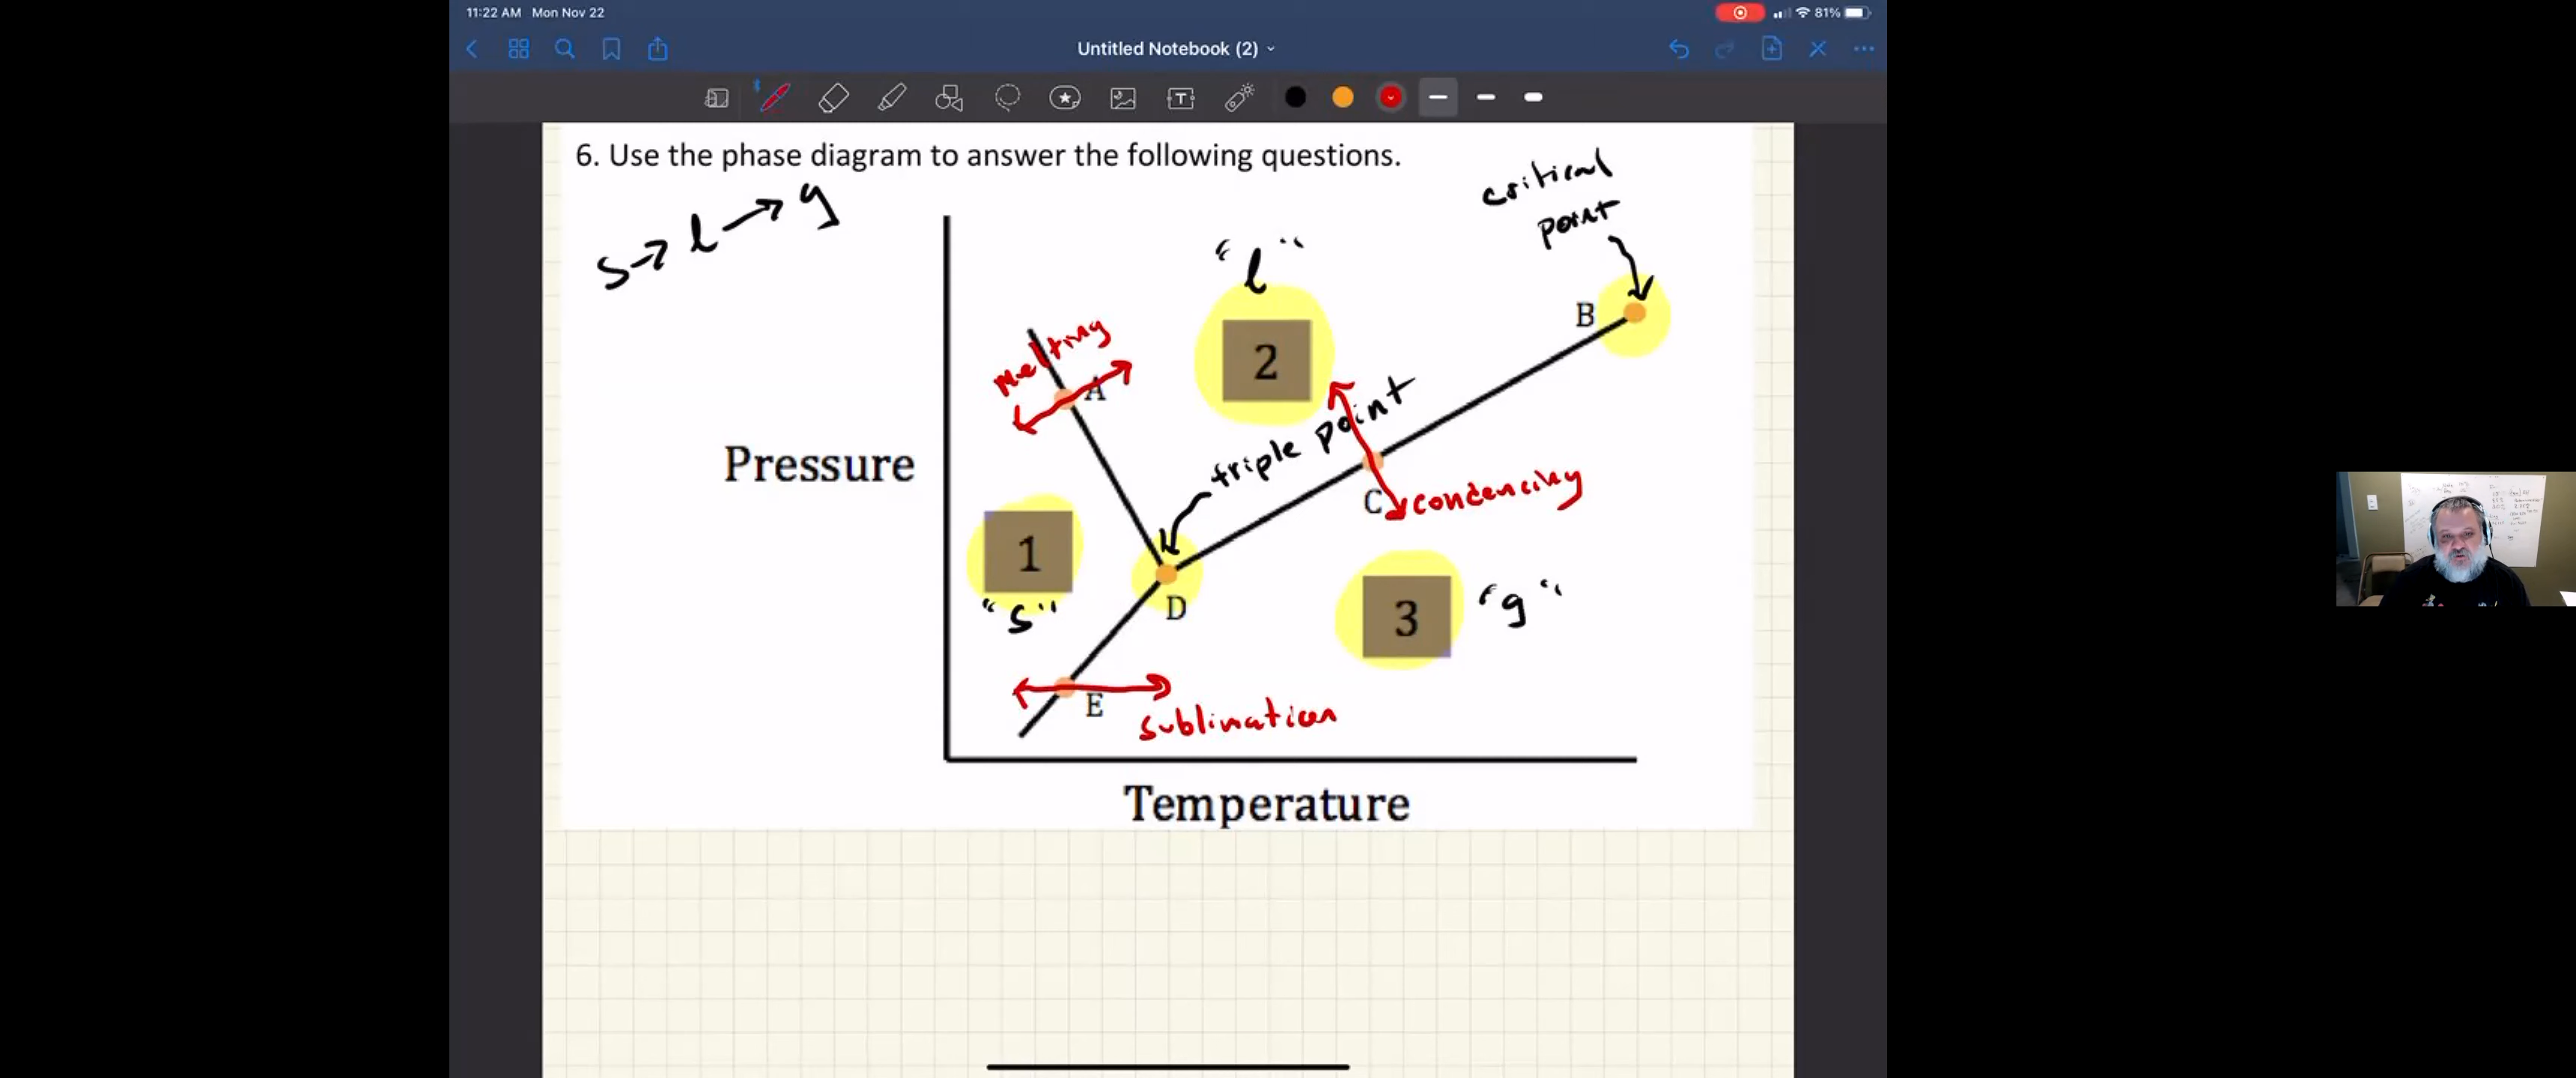 11:22 AM Mon Nov 22
81%
Untitled Notebook (2)
T
6. Use the phase diagram to answer the following questions.
s → l → g
critical
point
"l"
B
melting
A
2
triple point
Pressure
C condencing
1
"s"
D
3 "g"
E
sublimation
Temperature